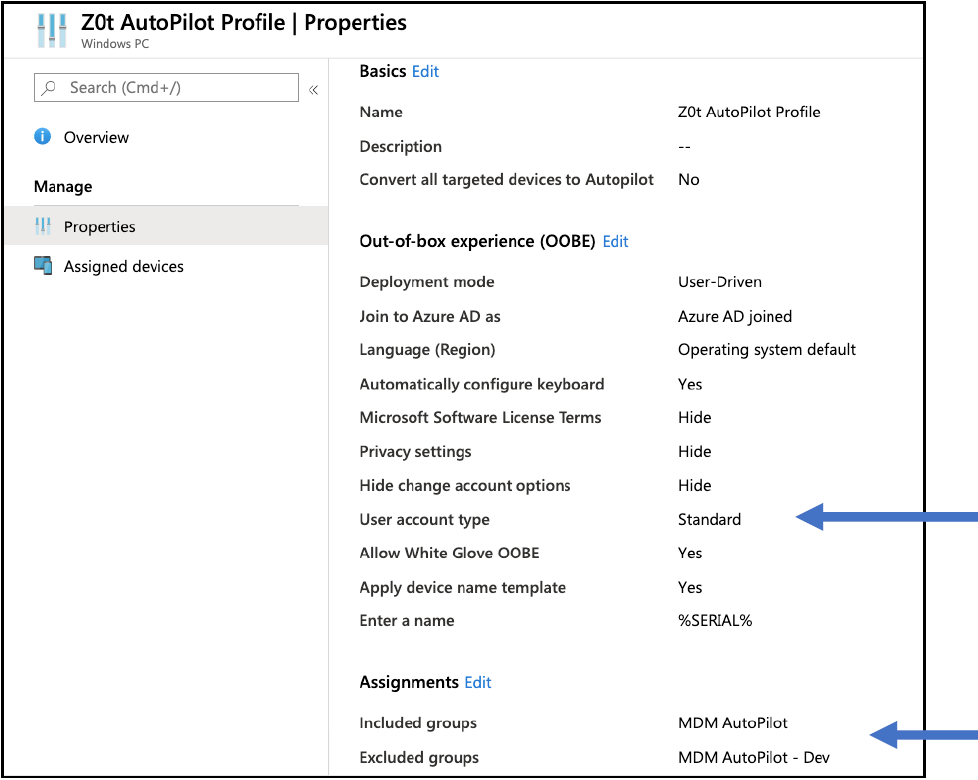 Z0t AutoPilot Profile | Properties
Windows PC
Search (Cmd+/)
«
Overview
Manage
Properties
Assigned devices
Basics Edit
Name Z0t AutoPilot Profile
Description --
Convert all targeted devices to Autopilot No
Out-of-box experience (OOBE) Edit
Deployment mode User-Driven
Join to Azure AD as Azure AD joined
Language (Region) Operating system default
Automatically configure keyboard Yes
Microsoft Software License Terms Hide
Privacy settings Hide
Hide change account options Hide
User account type Standard
Allow White Glove OOBE Yes
Apply device name template Yes
Enter a name %SERIAL%
Assignments Edit
Included groups MDM AutoPilot
Excluded groups MDM AutoPilot - Dev